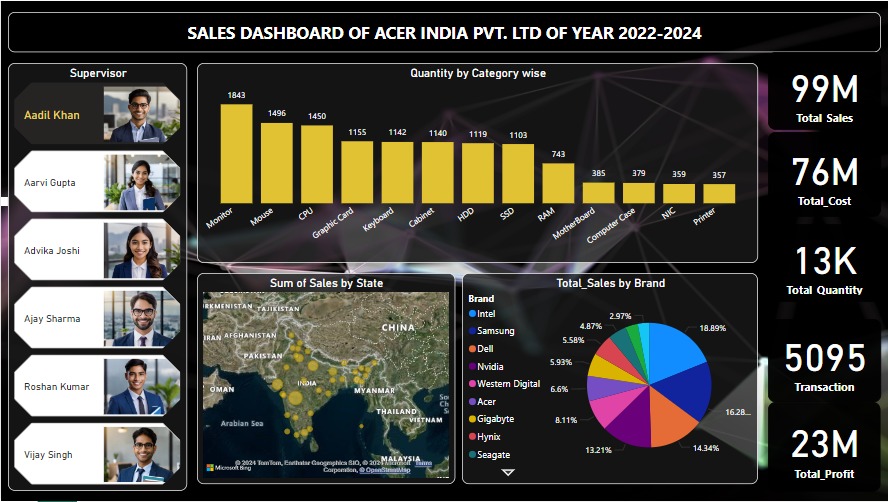 SALES DASHBOARD OF ACER INDIA PVT. LTD OF YEAR 2022-2024
Supervisor
Aadil Khan
Aarvi Gupta
Advika Joshi
Ajay Sharma
Roshan Kumar
Vijay Singh
Quantity by Category wise
1843
1496
1450
1155
1142
1140
1119
1103
743
385
379
359
357
Monitor
Mouse
CPU
Graphic Card
Keyboard
Cabinet
HDD
SSD
RAM
MotherBoard
Computer Case
NIC
Printer
Sum of Sales by State
TAJIKISTAN
CHINA
AFGHANISTAN
PAKISTAN
OMAN
INDIA
MYANMAR
THAILAND
VIETNAM
Arabian Sea
MALAYSIA
Microsoft Bing
© 2024 TomTom, Earthstar Geographics SIO, © 2024 Microsoft
Corporation, © OpenStreetMap
Terms
Total_Sales by Brand
Brand
Intel
Samsung
Dell
Nvidia
Western Digital
Acer
Gigabyte
Hynix
Seagate
18.89%
16.28...
14.34%
13.21%
8.11%
6.6%
5.93%
5.58%
4.87%
2.97%
99M
Total_Sales
76M
Total_Cost
13K
Total Quantity
5095
Transaction
23M
Total_Profit